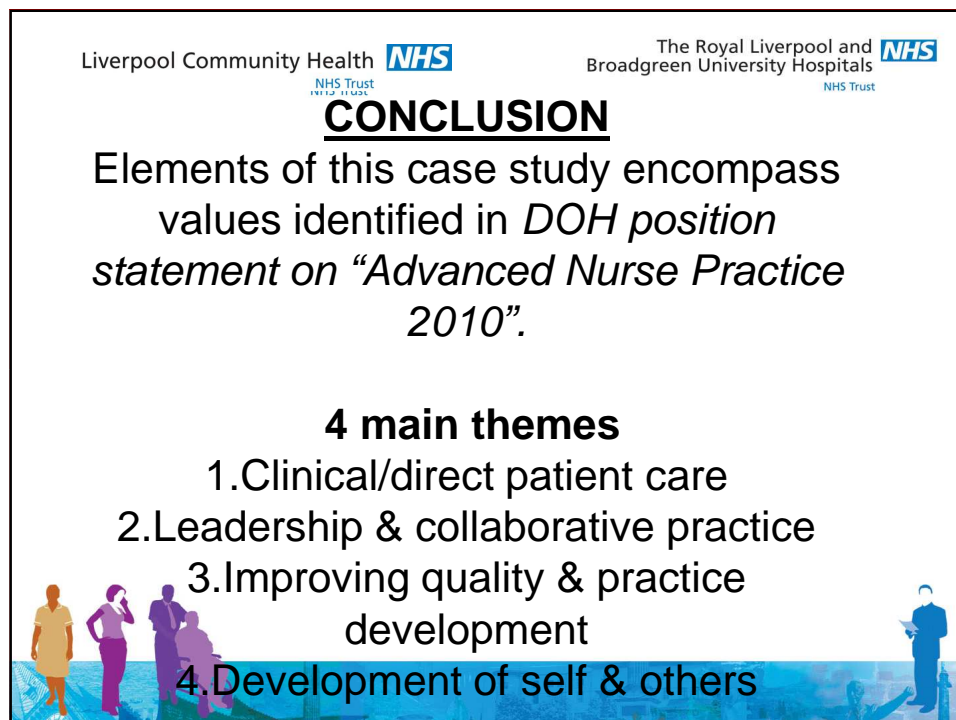 Liverpool Community Health NHS
NHS Trust
NHS Trust
The Royal Liverpool and
Broadgreen University Hospitals NHS
NHS Trust
CONCLUSION
Elements of this case study encompass
values identified in DOH position
statement on “Advanced Nurse Practice
2010”.
4 main themes
1.Clinical/direct patient care
2.Leadership & collaborative practice
3.Improving quality & practice
development
4.Development of self & others